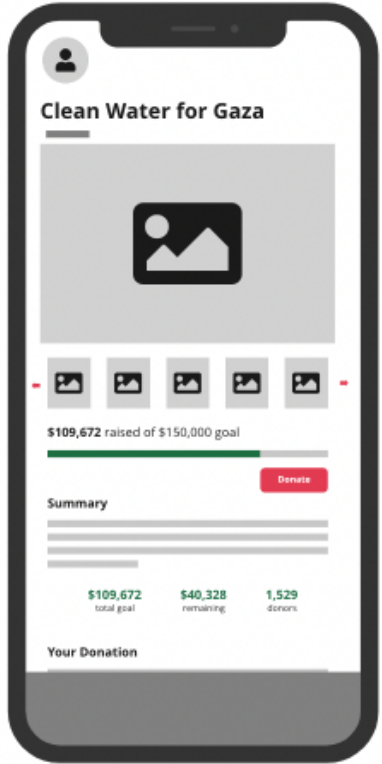 Clean Water for Gaza
$109,672 raised of $150,000 goal
Donate
Summary
$109,672 $40,328 1,529
total goal remaining donors
Your Donation